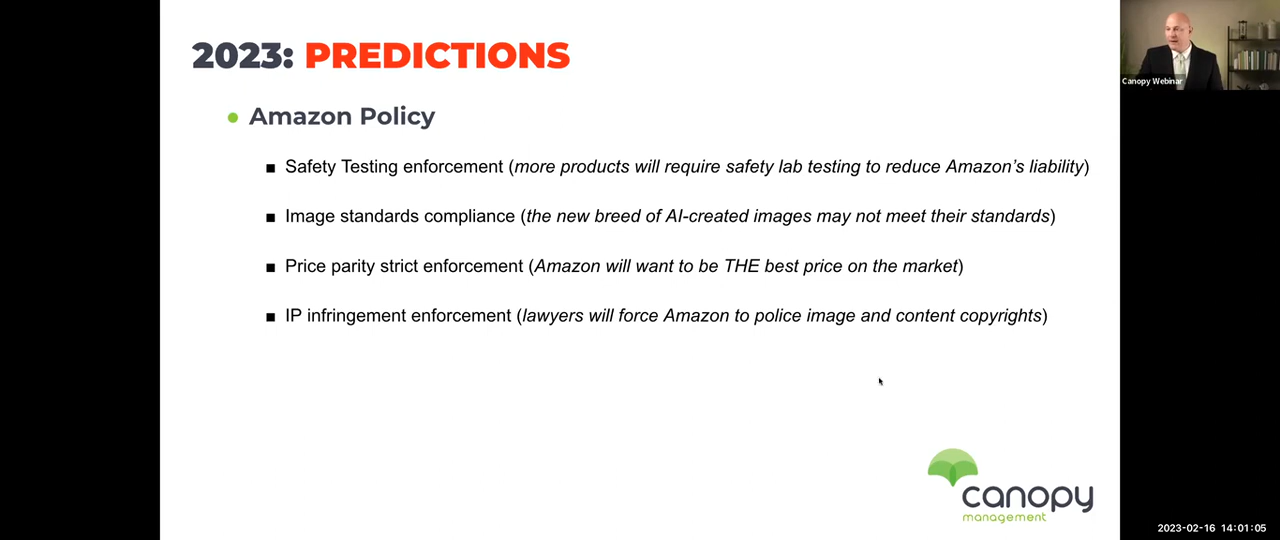 2023: PREDICTIONS
Canopy Webinar
• Amazon Policy
■ Safety Testing enforcement (more products will require safety lab testing to reduce Amazon’s liability)
■ Image standards compliance (the new breed of AI-created images may not meet their standards)
■ Price parity strict enforcement (Amazon will want to be THE best price on the market)
■ IP infringement enforcement (lawyers will force Amazon to police image and content copyrights)
canopy
management
2023-02-16 14:01:05